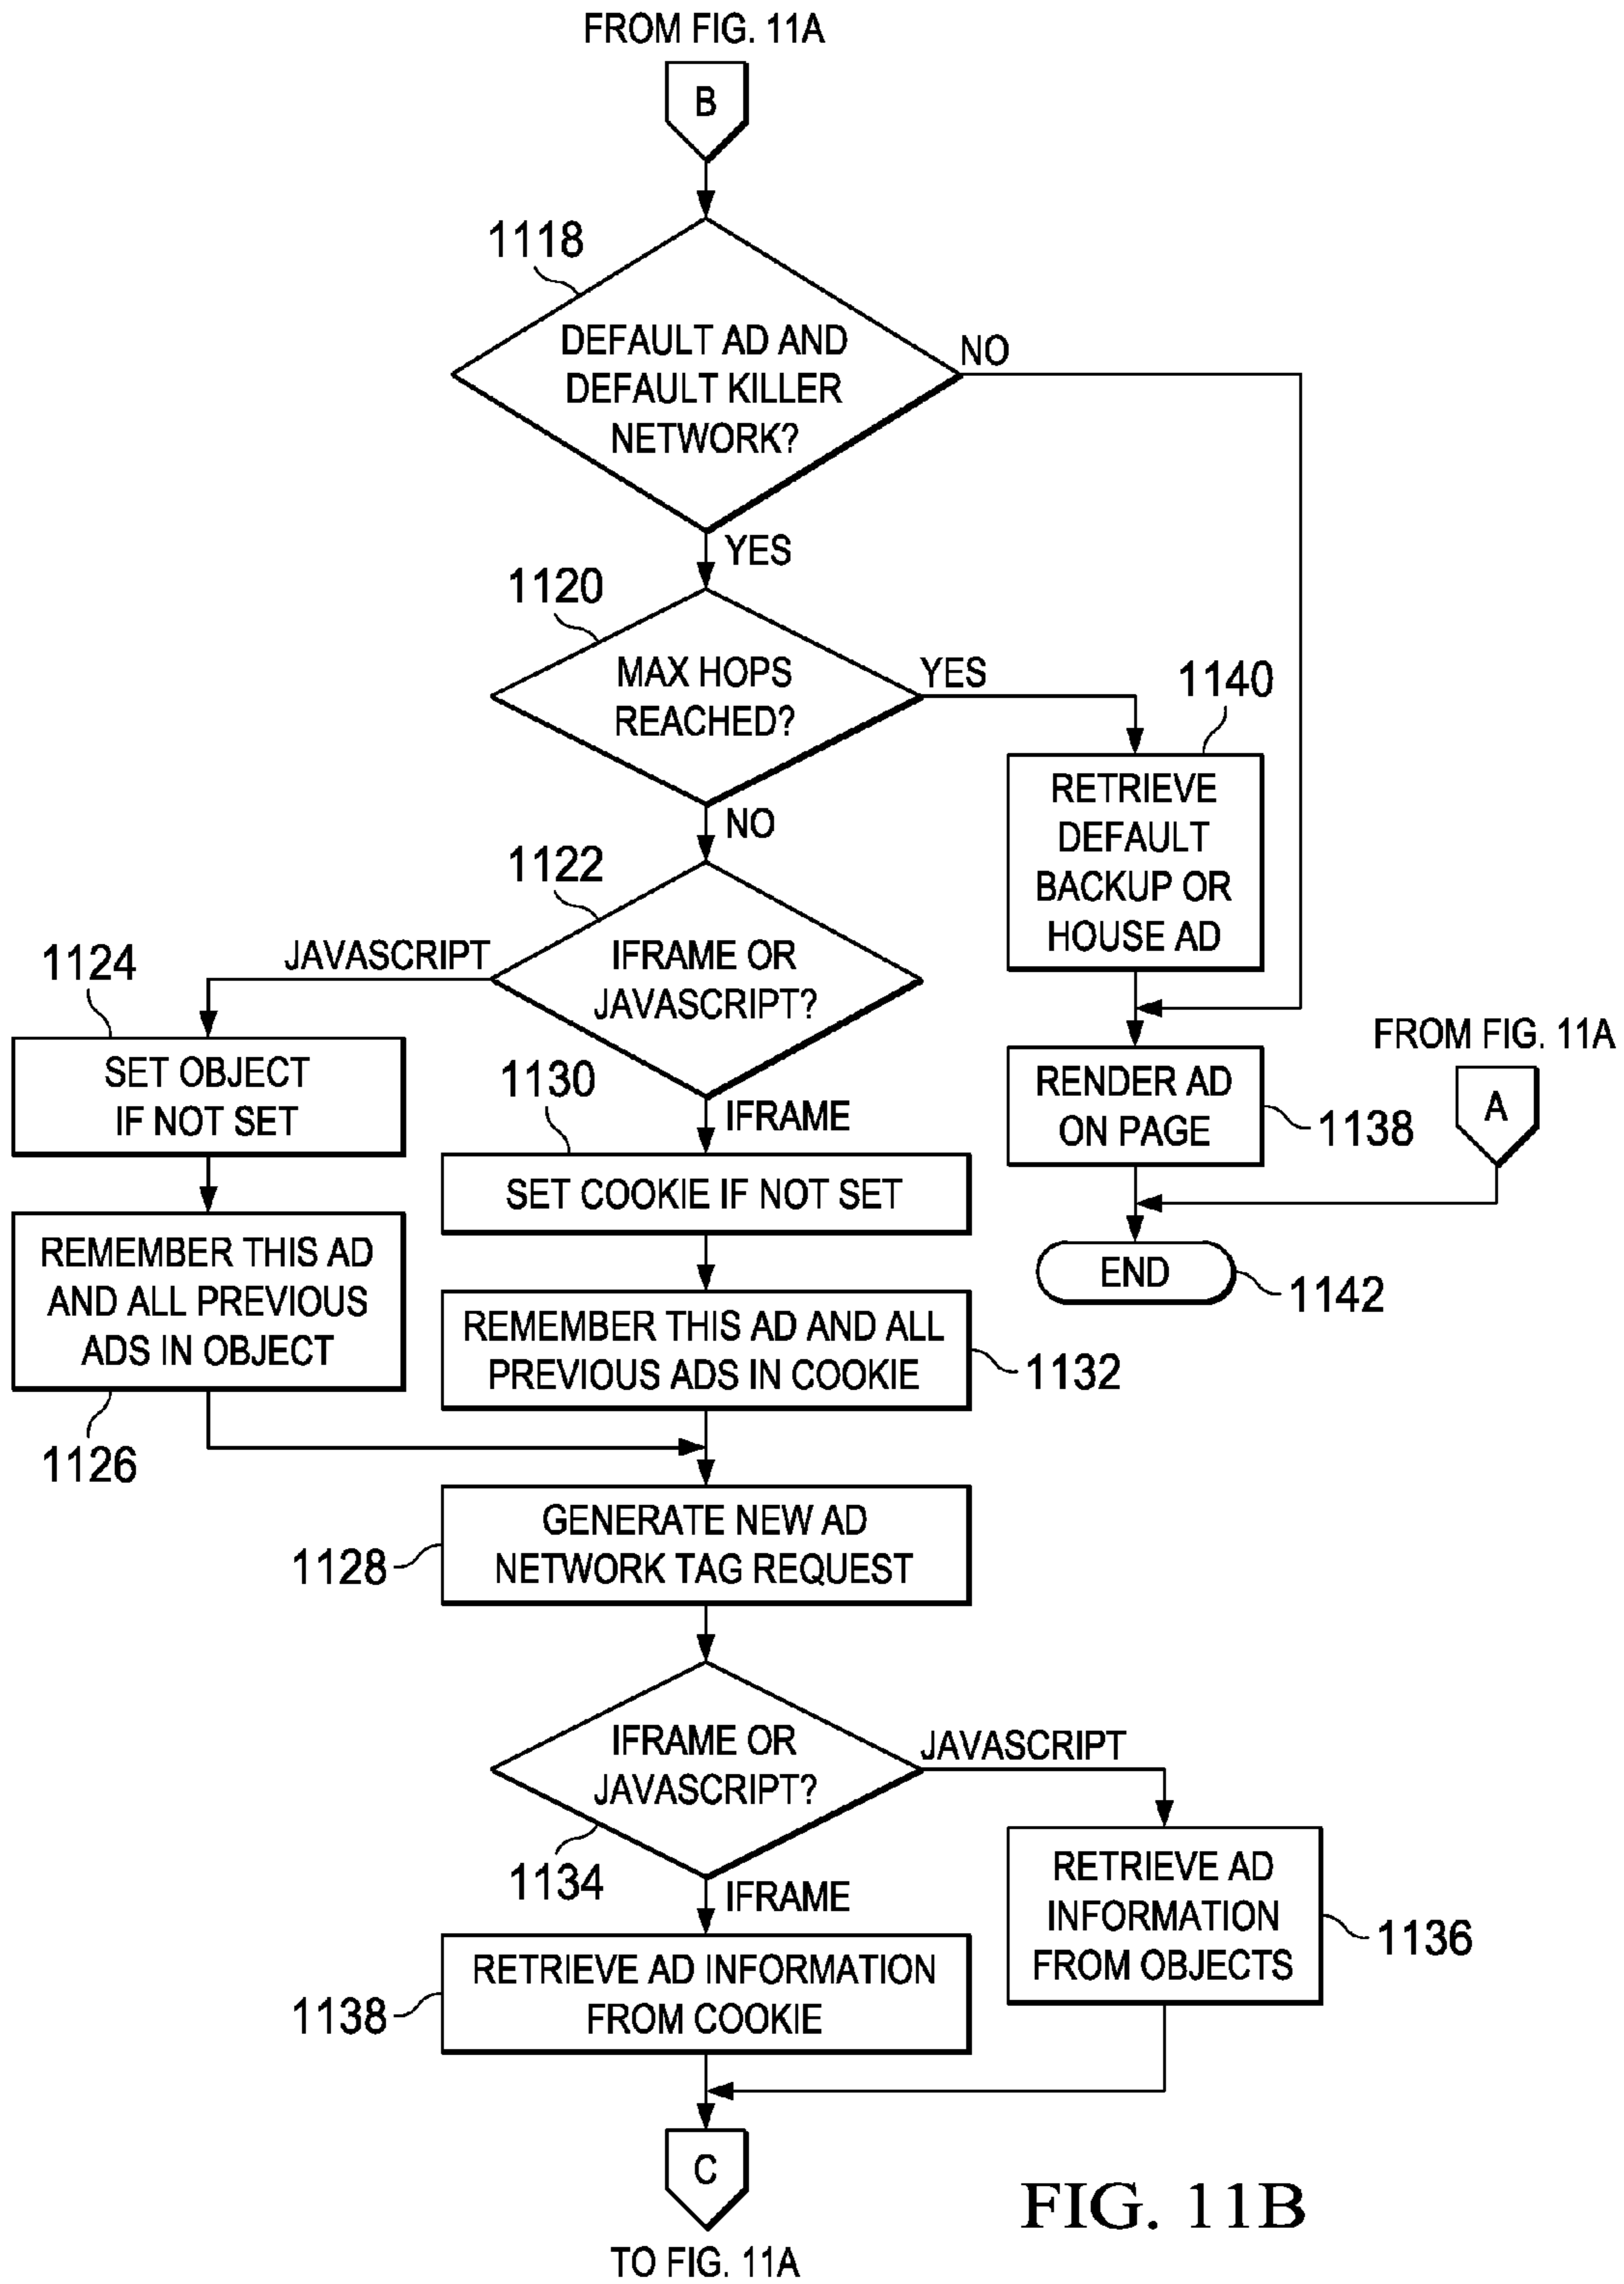 FROM FIG. 11A
B
1118
DEFAULT AD AND
DEFAULT KILLER
NETWORK?
NO
YES
1120
MAX HOPS
REACHED?
YES
1140
RETRIEVE
DEFAULT
BACKUP OR
HOUSE AD
NO
1122
IFRAME OR
JAVASCRIPT?
JAVASCRIPT
1124
SET OBJECT
IF NOT SET
FROM FIG. 11A
A
RENDER AD
ON PAGE
1138
1130
IFRAME
SET COOKIE IF NOT SET
REMEMBER THIS AD
AND ALL PREVIOUS
ADS IN OBJECT
1126
END
1142
REMEMBER THIS AD AND ALL
PREVIOUS ADS IN COOKIE
1132
GENERATE NEW AD
NETWORK TAG REQUEST
1128
IFRAME OR
JAVASCRIPT?
JAVASCRIPT
1134
IFRAME
RETRIEVE AD
INFORMATION
FROM OBJECTS
1136
RETRIEVE AD INFORMATION
FROM COOKIE
1138
C
TO FIG. 11A
FIG. 11B